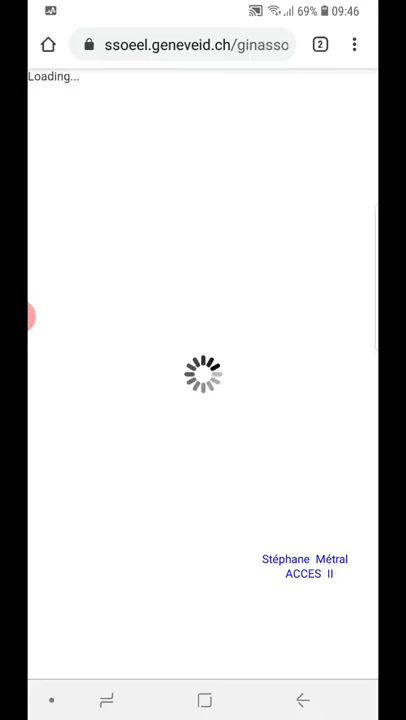 69% 09:46
ssoeel.geneveid.ch/ginasso
2
Loading...
Stéphane Métral
ACCES II